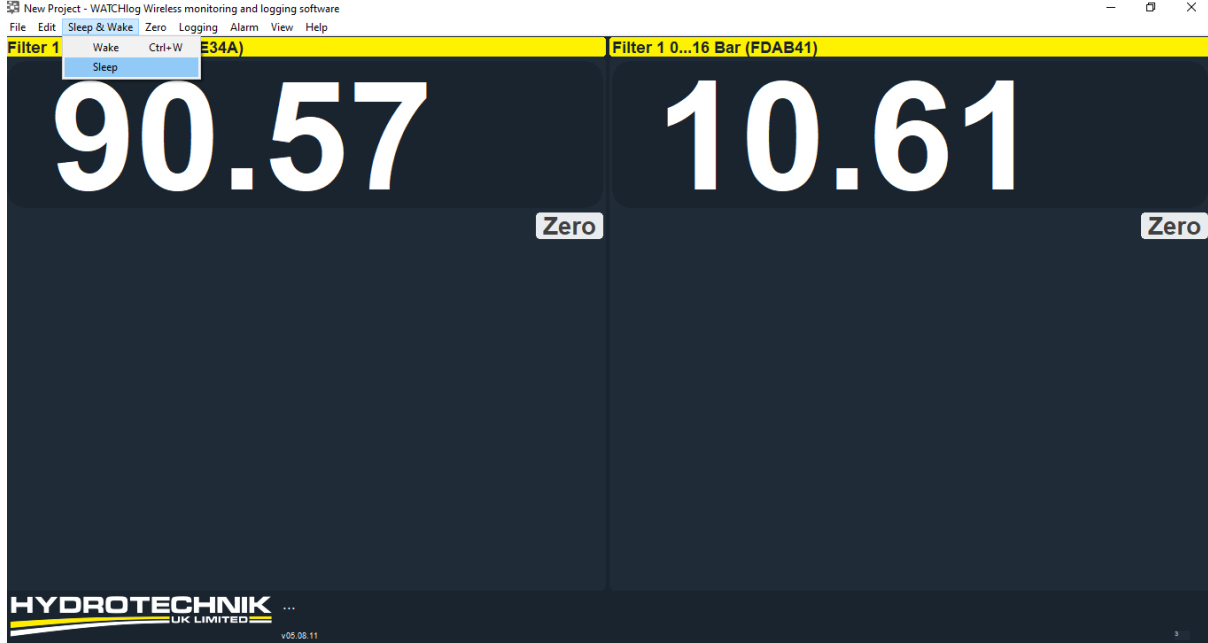 New Project - WATCHlog Wireless monitoring and logging software
File Edit Sleep & Wake Zero Logging Alarm View Help
Filter 1 E34A)
Filter 1 0...16 Bar (FDAB41)
Wake Ctrl+W
Sleep
90.57
10.61
Zero
Zero
HYDROTECHNIK
UK LIMITED
...
v05.08.11
3